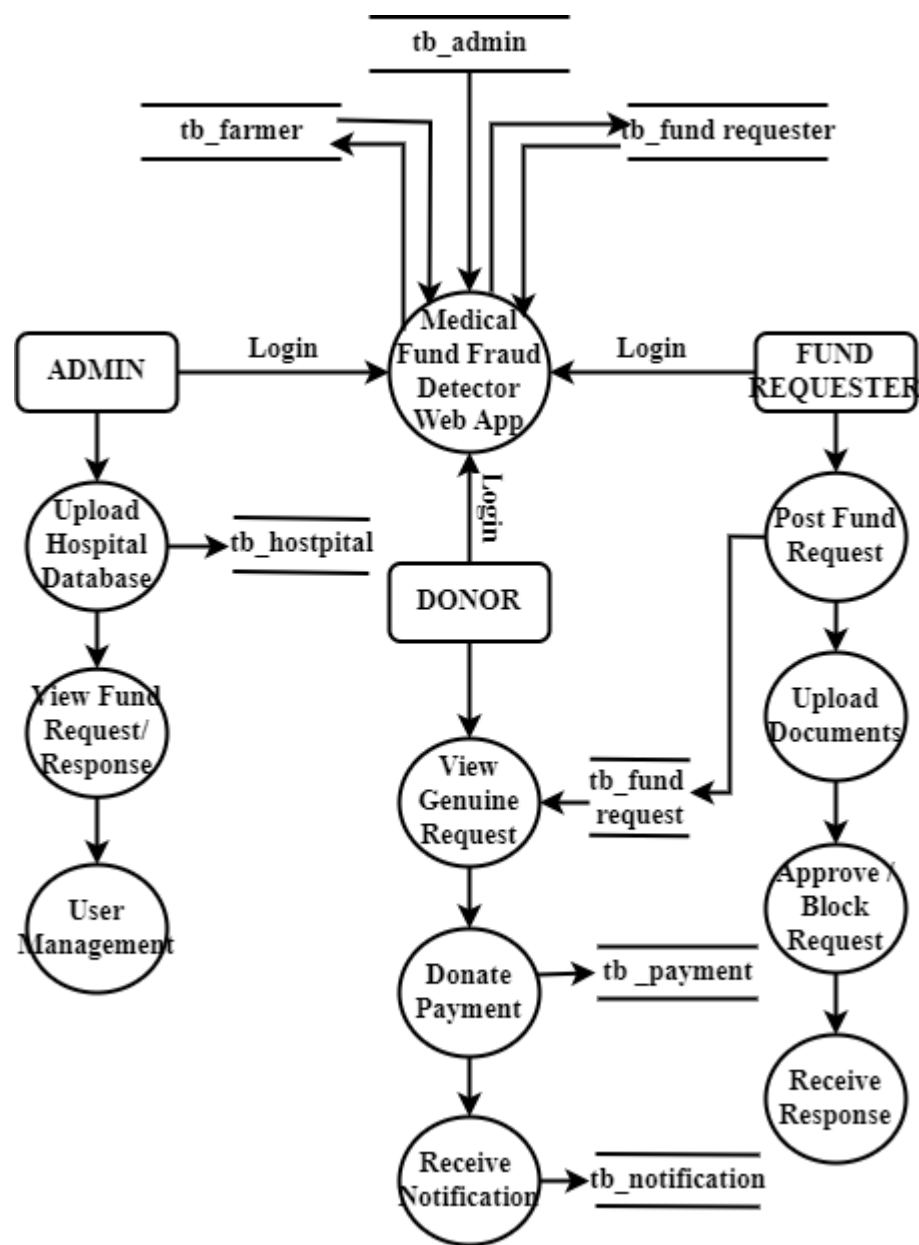 tb_admin
tb_farmer
tb_fund requester
Medical
Fund Fraud
Detector
Web App
Login
Login
ADMIN
FUND
REQUESTER
Login
Upload
Hospital
Database
tb_hostpital
Post Fund
Request
DONOR
View Fund
Request/
Response
Upload
Documents
View
Genuine
Request
tb_fund
request
User
Management
Approve /
Block
Request
Donate
Payment
tb _payment
Receive
Response
Receive
Notification
tb_notification